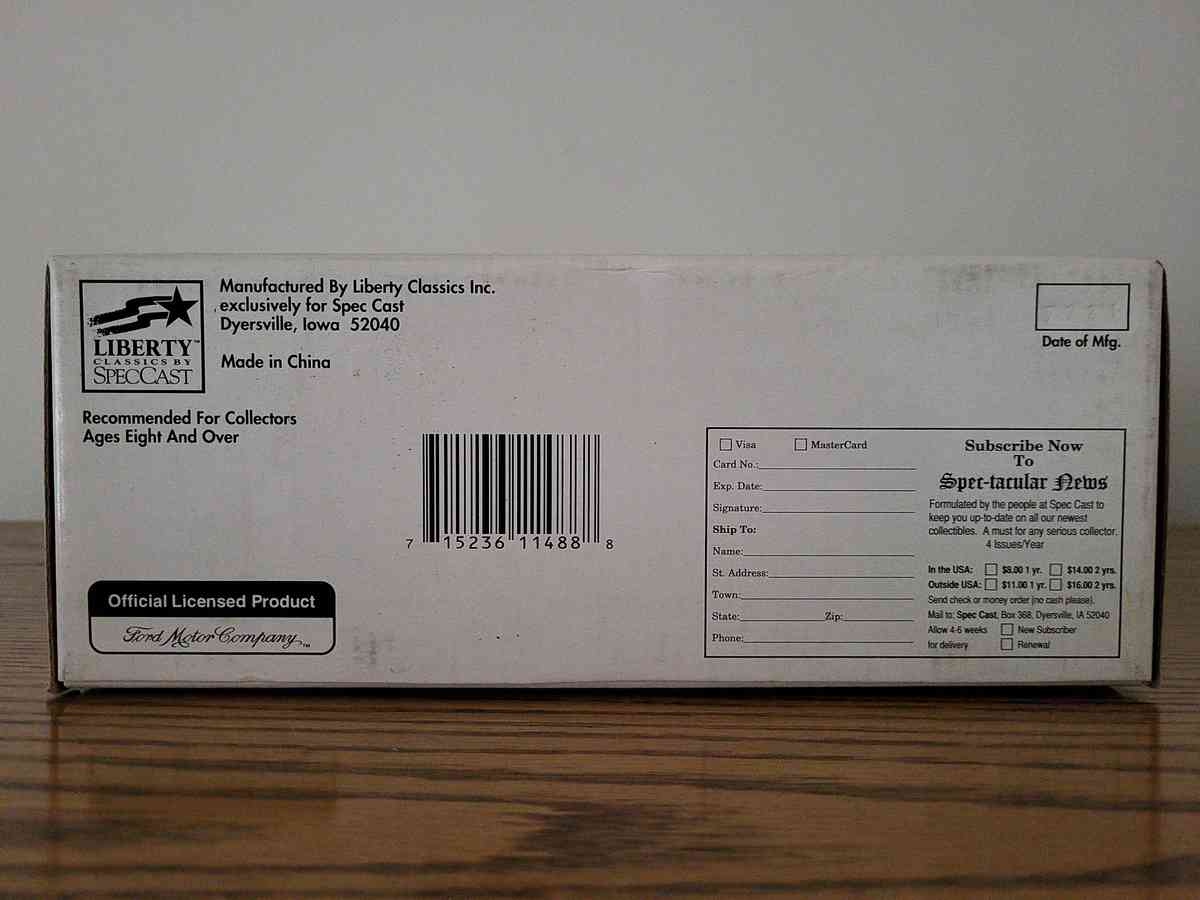 LIBERTY™
CLASSICS BY
SPECCAST
Manufactured By Liberty Classics Inc.
exclusively for Spec Cast
Dyersville, Iowa 52040
Made in China
Date of Mfg.
Recommended For Collectors
Ages Eight And Over
7 15236 11488 8
Official Licensed Product
Ford Motor Company™
Visa MasterCard
Card No.:
Exp. Date:
Signature:
Ship To:
Name:
St. Address:
Town:
State: Zip:
Phone:
Subscribe Now
To
Spec-tacular News
Formulated by the people at Spec Cast to
keep you up-to-date on all our newest
collectibles. A must for any serious collector.
4 Issues/Year
In the USA: $8.00 1 yr. $14.00 2 yrs.
Outside USA: $11.00 1 yr. $16.00 2 yrs.
Send check or money order (no cash please).
Mail to: Spec Cast, Box 368, Dyersville, IA 52040
Allow 4-6 weeks New Subscriber
for delivery Renewal